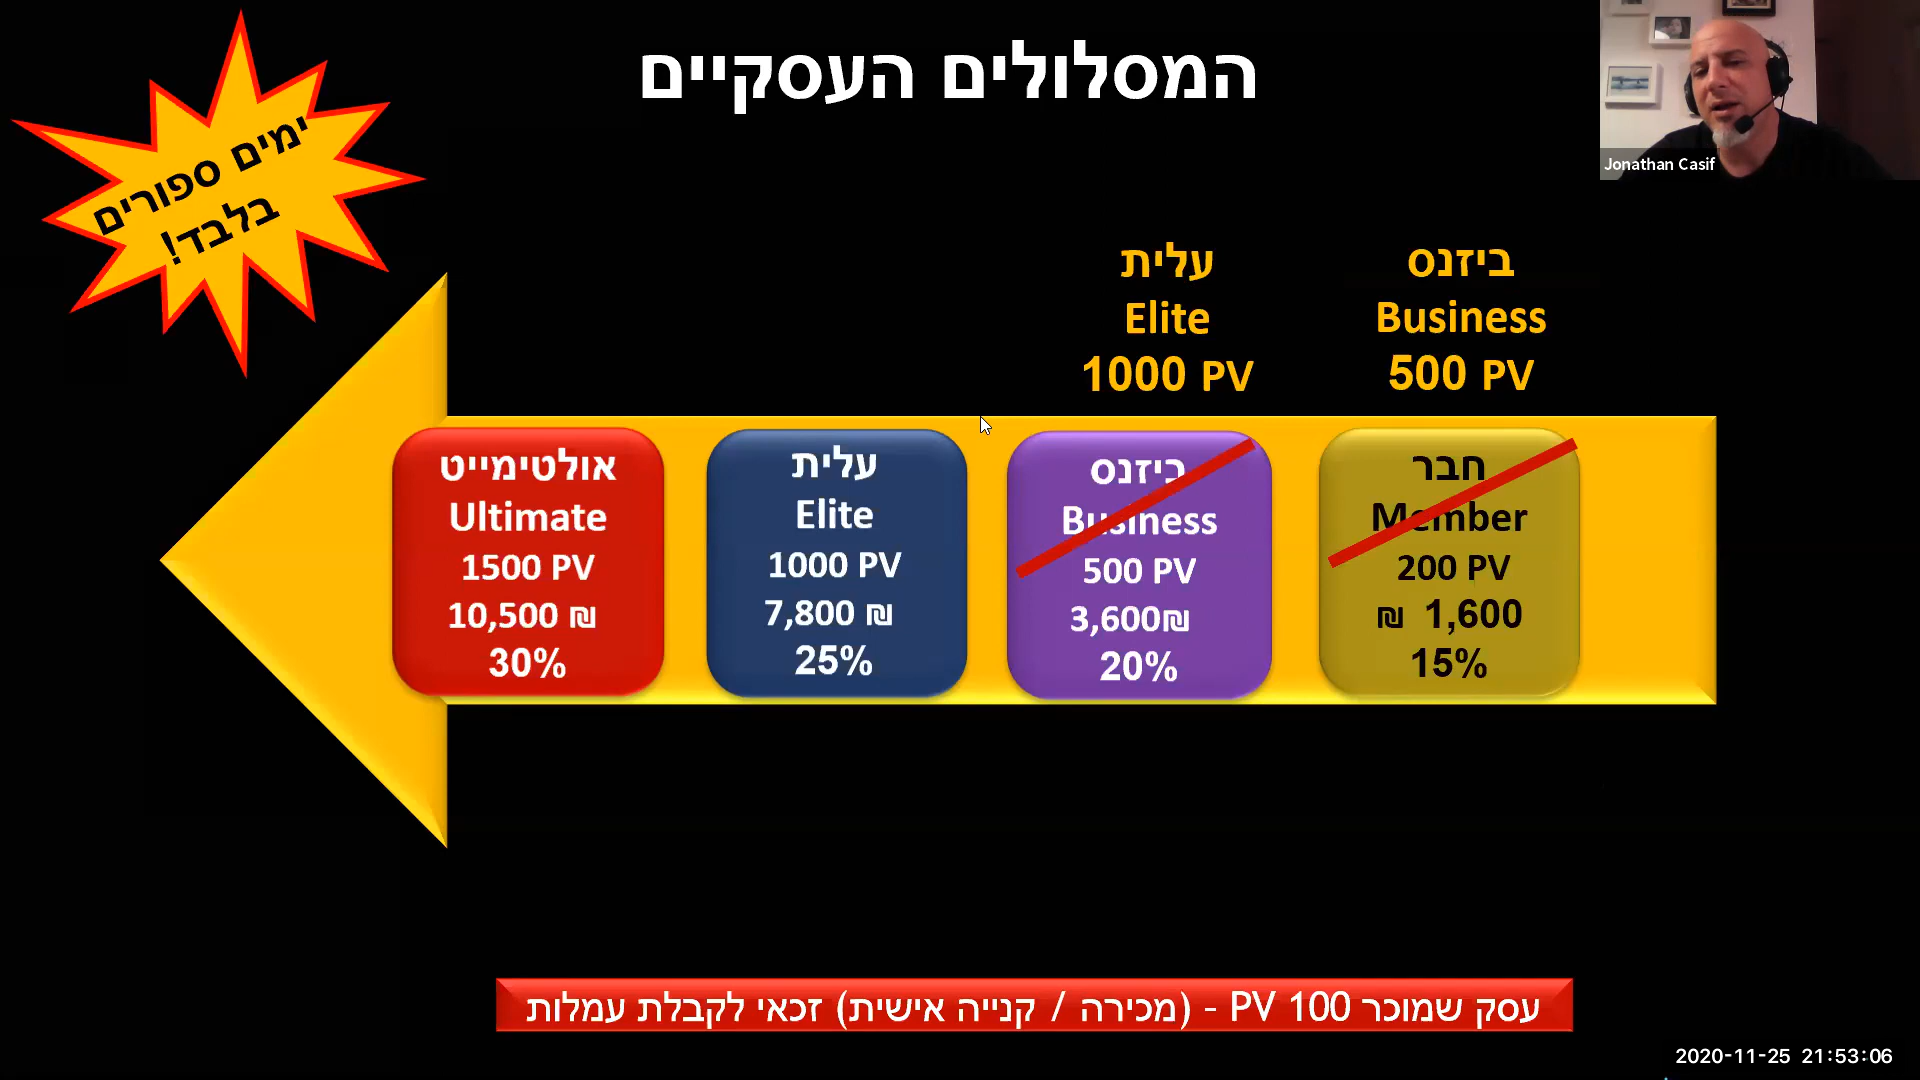 המסלולים העסקיים
ימים ספורים
בלבד!
Jonathan Casif
ביזנס
Business
500 PV
עלית
Elite
1000 PV
חבר
Member
200 PV
₪ 1,600
15%
ביזנס
Business
500 PV
3,600₪
20%
עלית
Elite
1000 PV
7,800 ₪
25%
אולטימייט
Ultimate
1500 PV
10,500 ₪
30%
עסק שמוכר 100 PV - (מכירה / קנייה אישית) זכאי לקבלת עמלות
2020-11-25 21:53:06